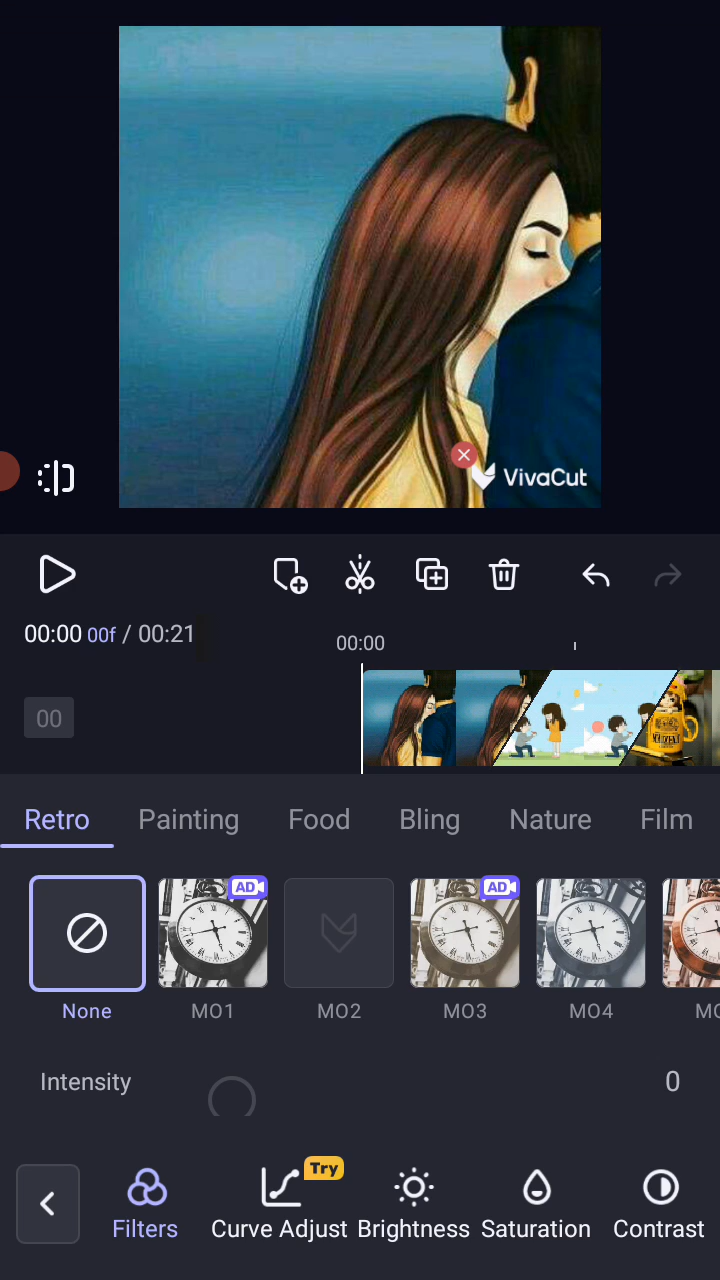 VivaCut
00:00 00f / 00:21
00:00
00
Retro Painting Food Bling Nature Film
AD AD
None MO1 MO2 MO3 MO4
Intensity 0
Try
Filters Curve Adjust Brightness Saturation Contrast